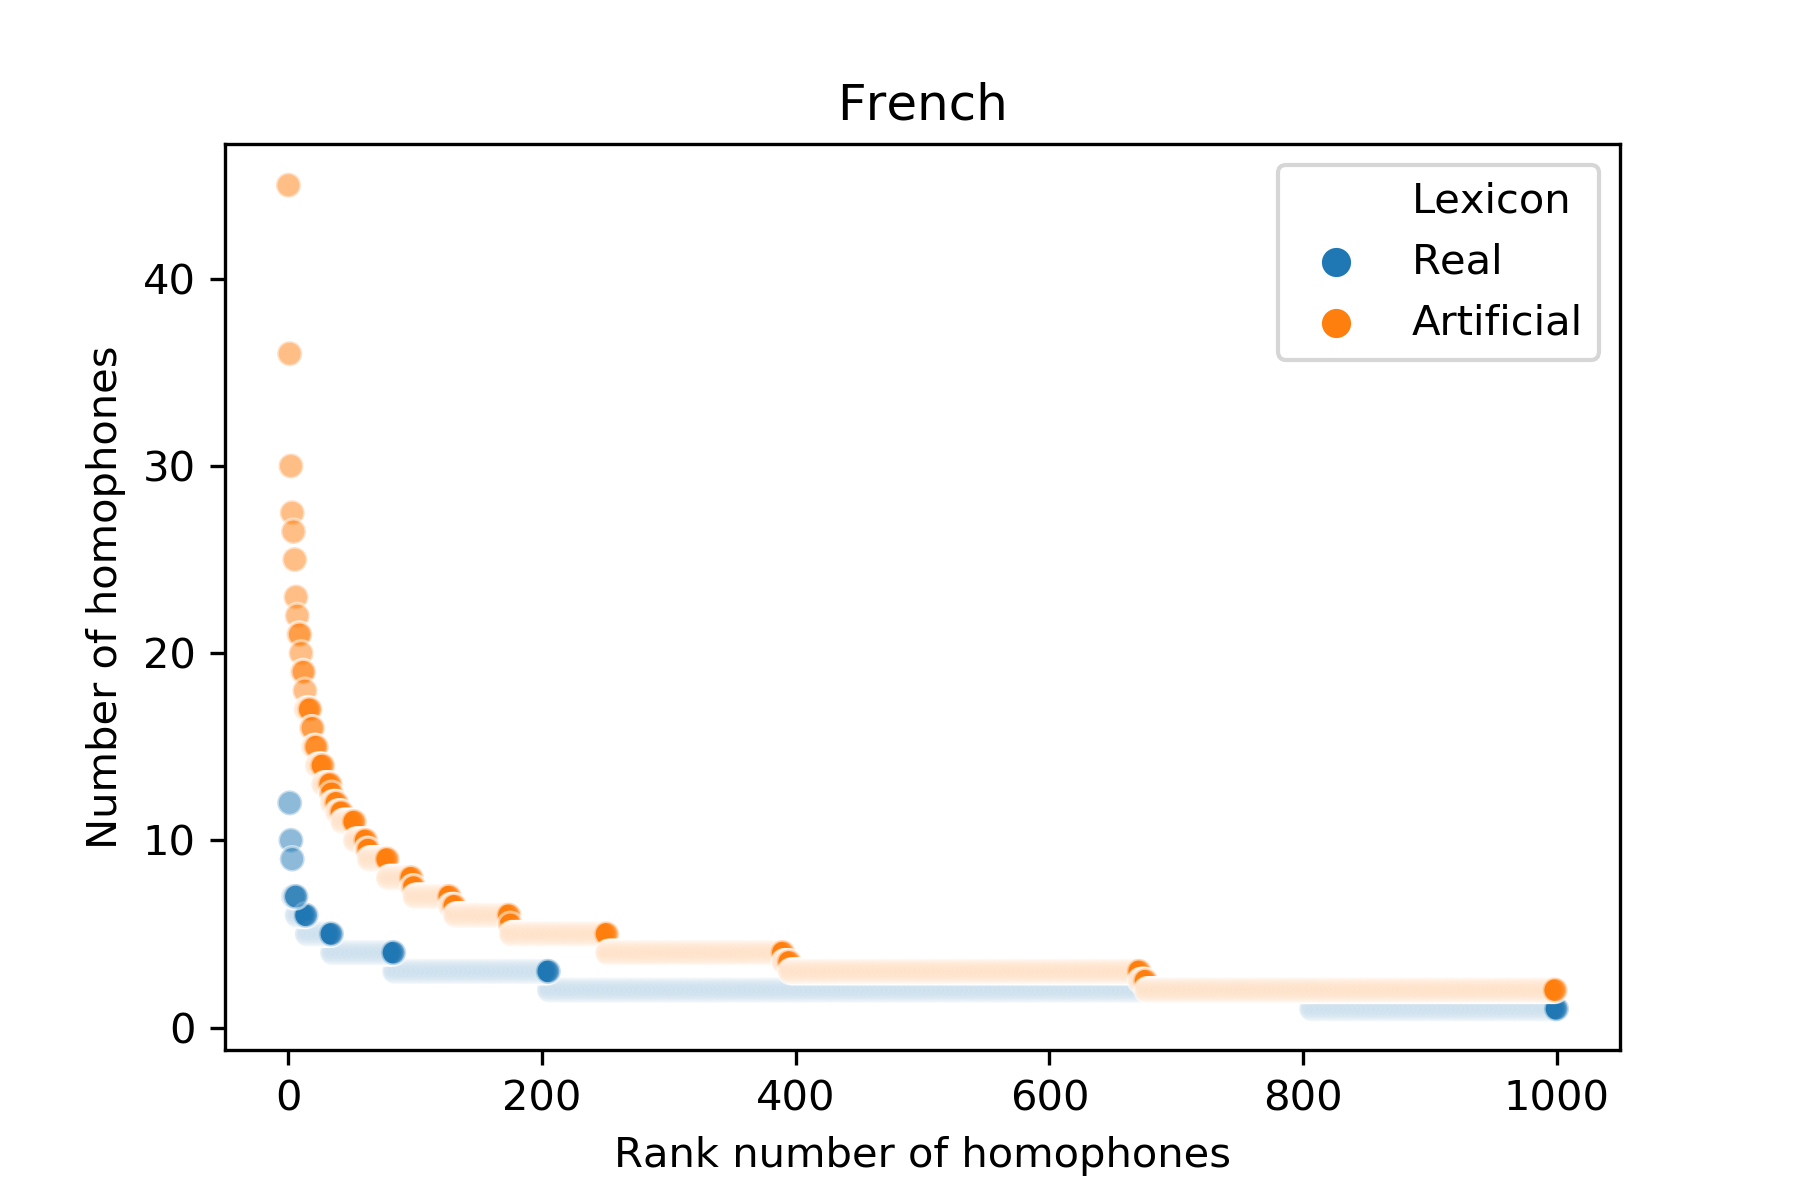 French
Lexicon
Real
Artificial
Number of homophones
40
30
20
10
0
0 200 400 600 800 1000
Rank number of homophones